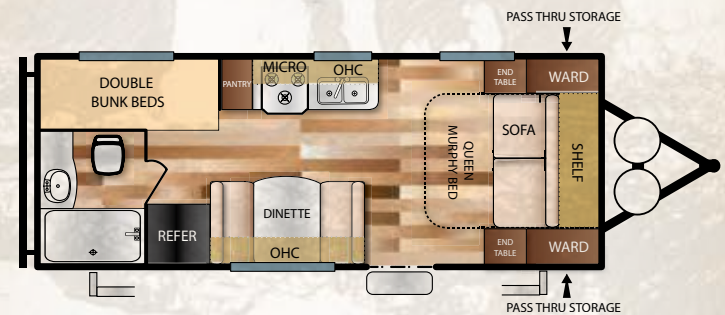 PASS THRU STORAGE
DOUBLE
BUNK BEDS
PANTRY
MICRO
OHC
END
TABLE
WARD
SOFA
QUEEN
MURPHY BED
SHELF
DINETTE
REFER
OHC
END
TABLE
WARD
PASS THRU STORAGE